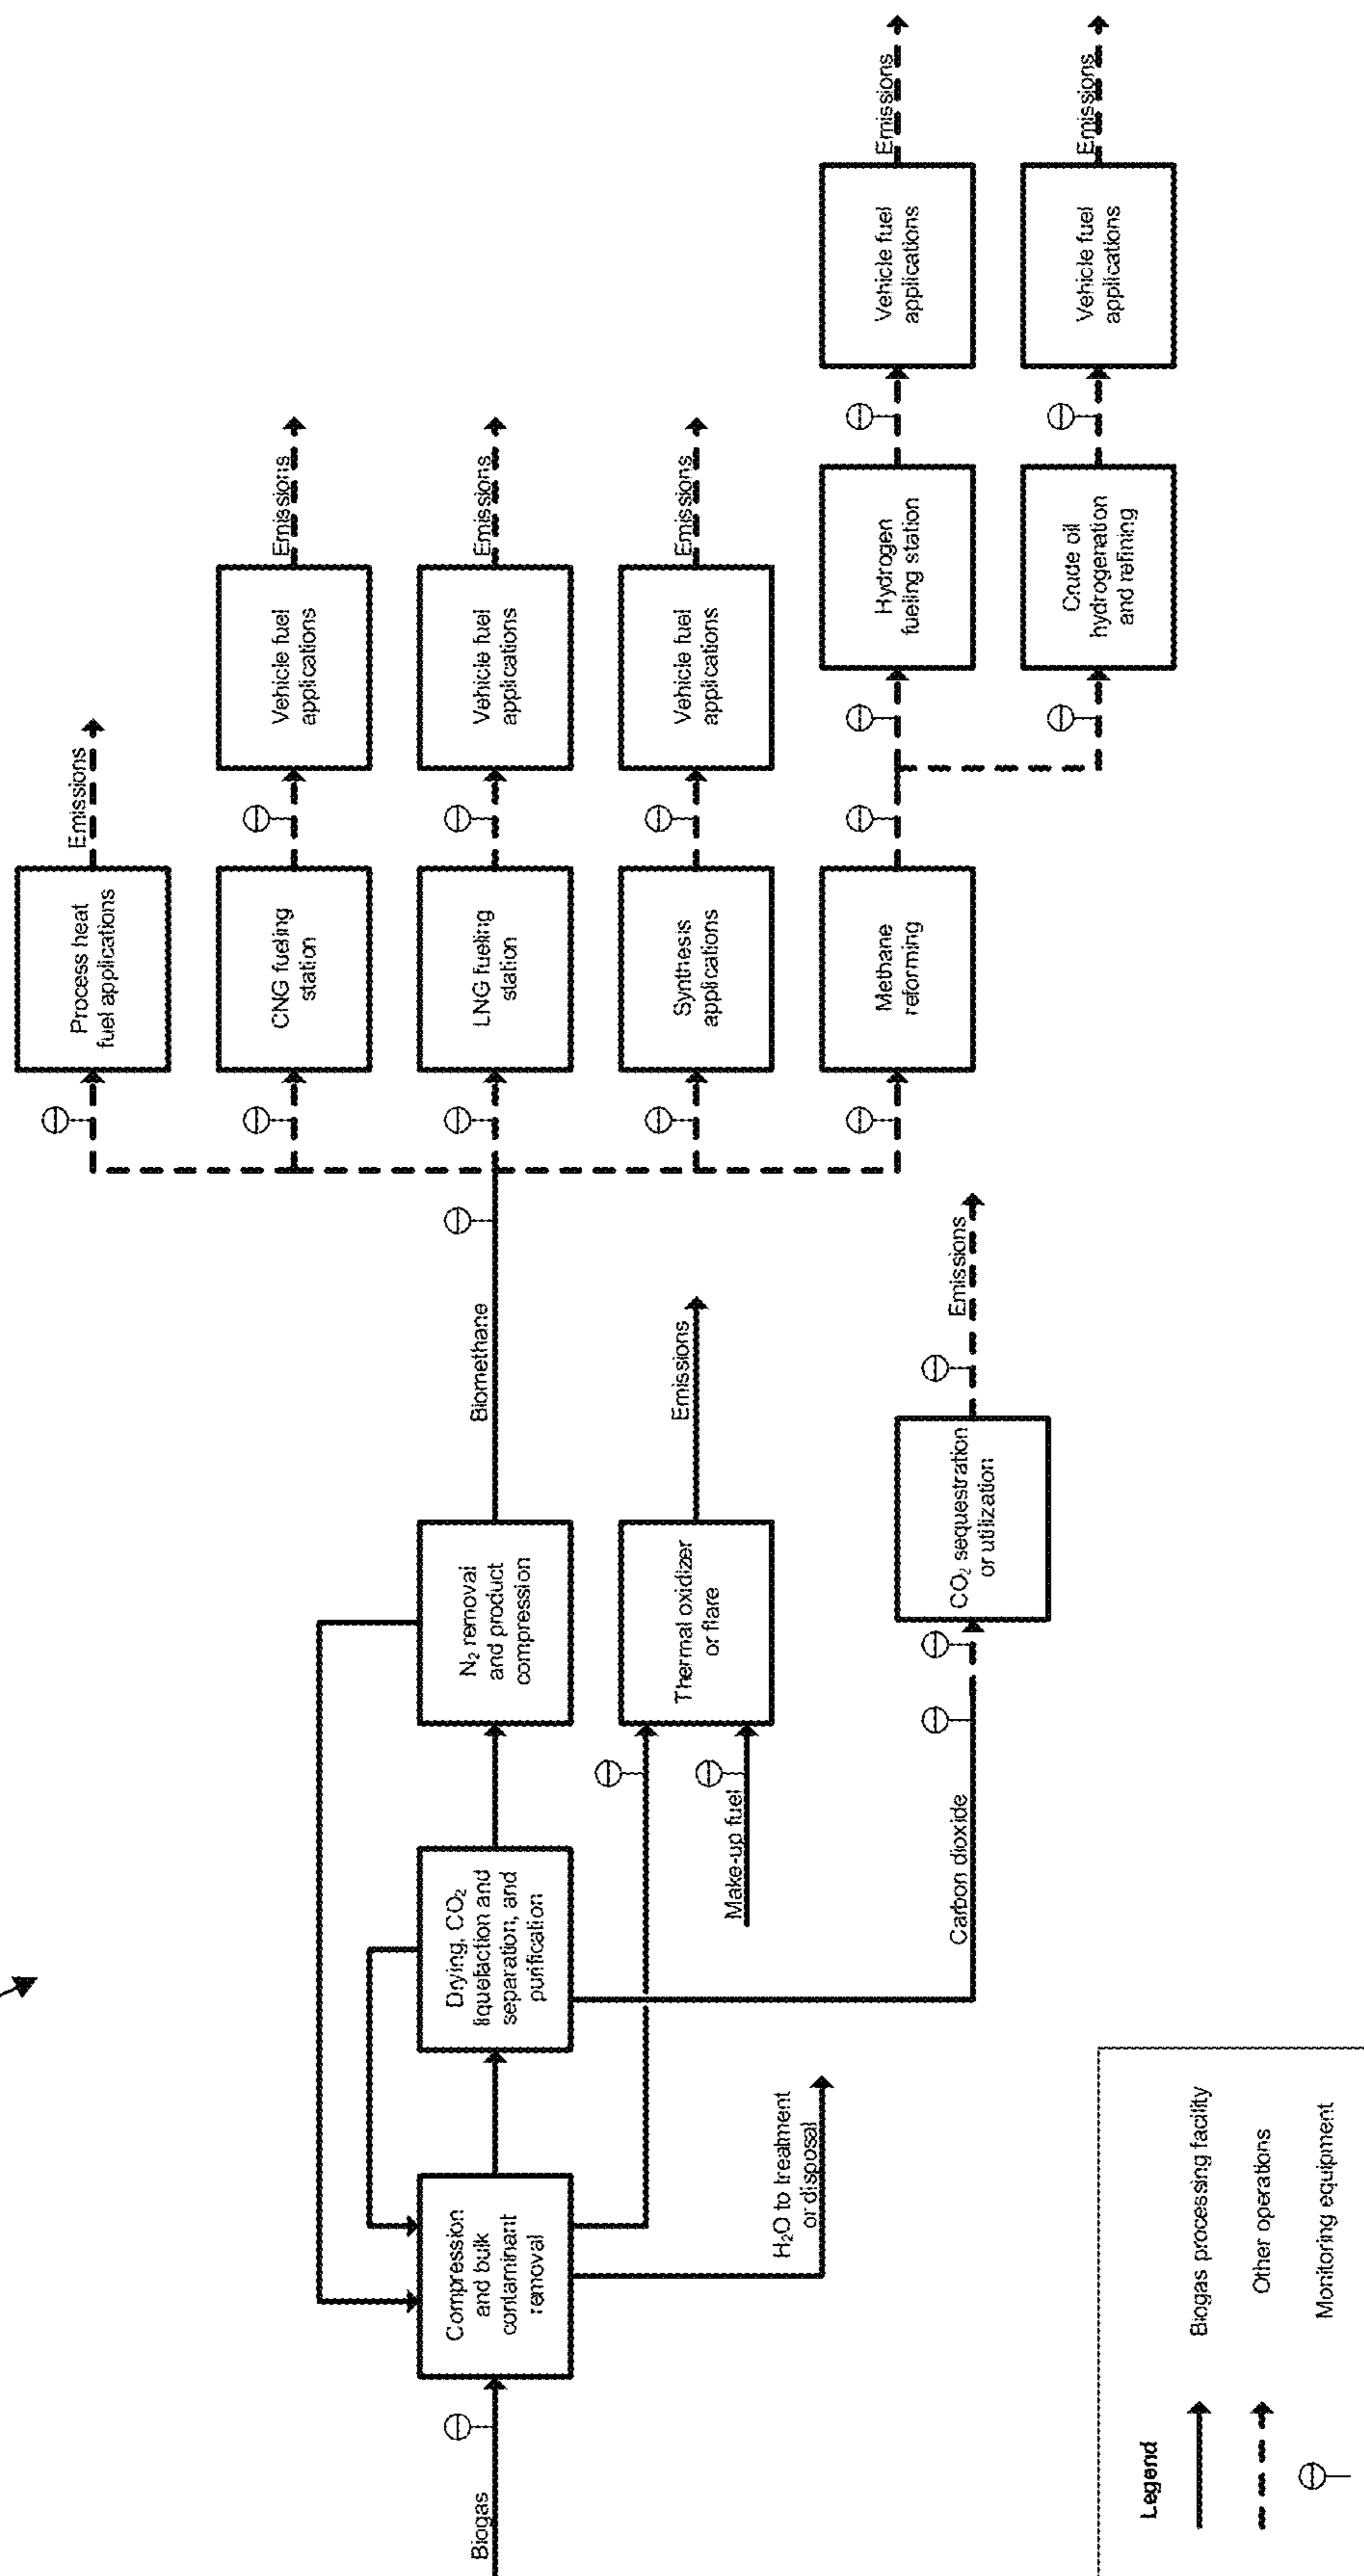 Biogas
Compression
and bulk
contaminant
removal
Drying, CO₂
liquefaction and
separation, and
purification
N₂ removal
and product
compression
Biomethane
H₂O to treatment
or disposal
Make-up fuel
Thermal oxidizer
or flare
Emissions
Carbon dioxide
CO₂ sequestration
or utilization
Emissions
Process heat
fuel applications
Emissions
CNG fueling
station
Vehicle fuel
applications
Emissions
LNG fueling
station
Vehicle fuel
applications
Emissions
Synthesis
applications
Vehicle fuel
applications
Emissions
Methane
reforming
Hydrogen
fueling station
Vehicle fuel
applications
Emissions
Crude oil
hydrogenation
and refining
Vehicle fuel
applications
Emissions
Legend
Biogas processing facility
Other operations
Monitoring equipment